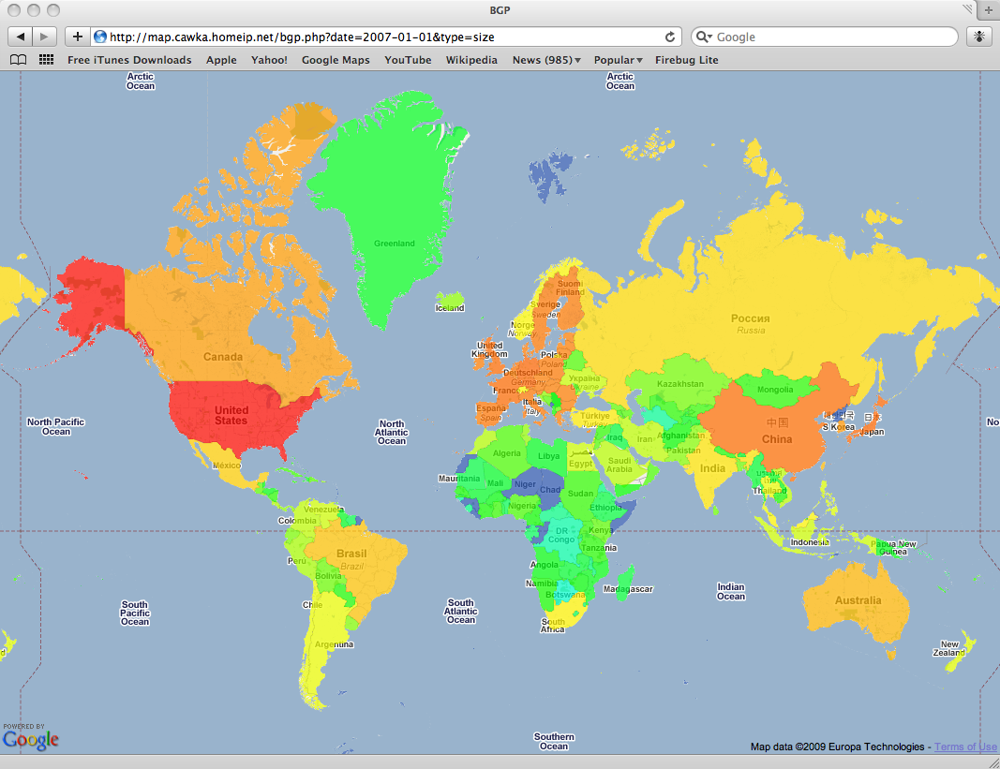 BGP
http://map.cawka.homeip.net/bgp.php?date=2007-01-01&type=size
Google
Free iTunes Downloads
Apple
Yahoo!
Google Maps
YouTube
Wikipedia
News (985)
Popular
Firebug Lite
Arctic
Ocean
Arctic
Ocean
Greenland
Iceland
Suomi
Finland
Sverige
Sweden
Norge
Norway
Россия
Russia
United
Kingdom
Polska
Poland
Deutschland
Germany
Україна
Ukraine
France
Italia
Italy
España
Spain
Türkiye
Turkey
Canada
United
States
North Pacific
Ocean
North
Atlantic
Ocean
No
Kazakhstan
Mongolia
中国
China
S Korea
日本
Japan
México
Algeria
Libya
Egypt
Iraq
Iran
Afghanistan
Pakistan
Saudi
Arabia
India
Mauritania
Mali
Niger
Chad
Sudan
Nigeria
Ethiopia
Thailand
Venezuela
Colombia
DR
Congo
Kenya
Tanzania
Indonesia
Papua New
Guinea
Perú
Brasil
Brazil
Bolivia
Angola
Namibia
Botswana
Madagascar
Chile
South
Africa
Argentina
Australia
South
Pacific
Ocean
South
Atlantic
Ocean
Indian
Ocean
New
Zealand
d
Southern
Ocean
POWERED BY
Google
Map data ©2009 Europa Technologies - Terms of Use